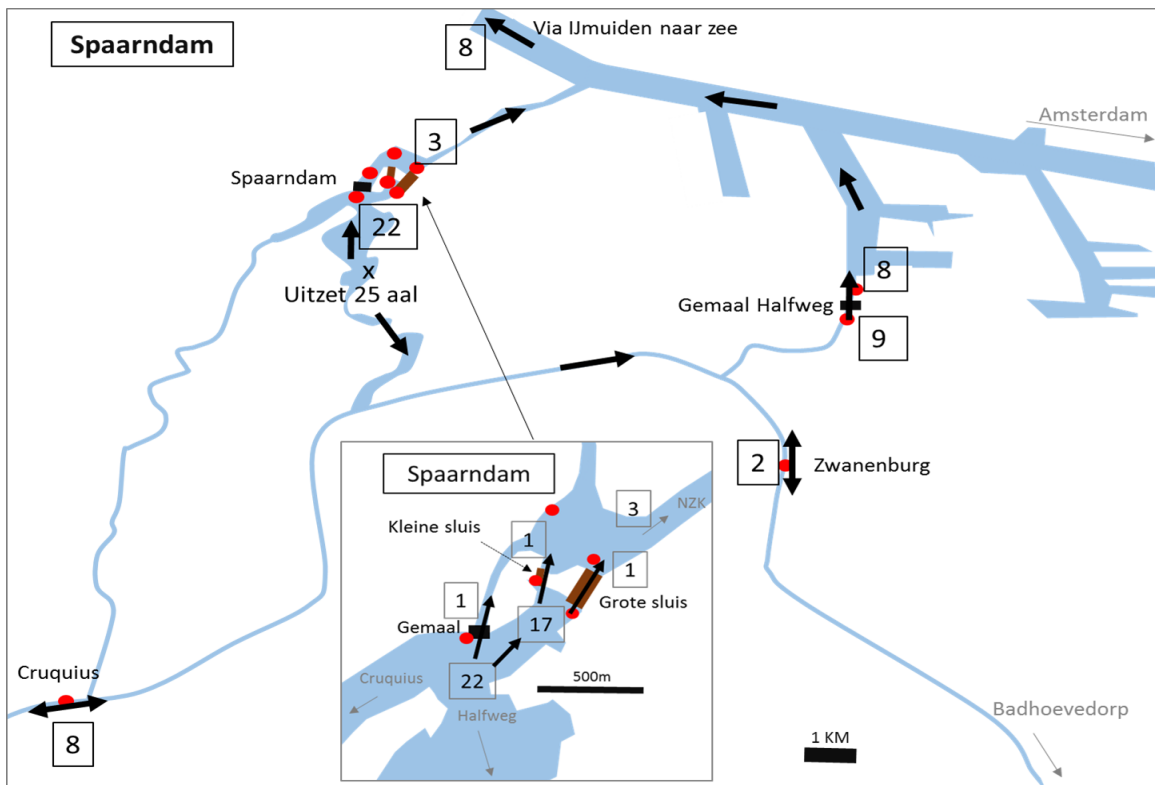 Spaarndam
8
Via IJmuiden naar zee
Amsterdam
3
Spaarndam
22
x
Uitzet 25 aal
8
Gemaal Halfweg
9
2
Zwanenburg
Spaarndam
3
NZK
Kleine sluis
1
1
1
Grote sluis
Gemaal
17
22
500m
Cruquius
Halfweg
Cruquius
8
Badhoevedorp
1 KM